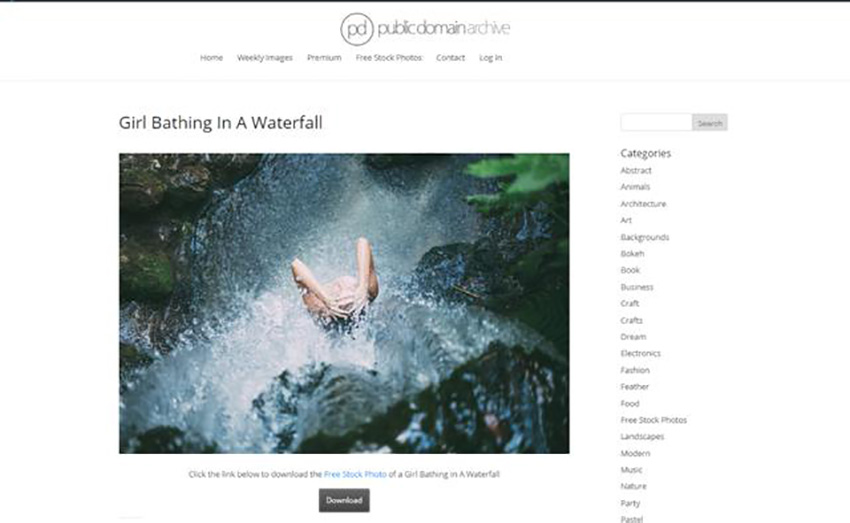 pd publicdomainarchive
Home Weekly Images Premium Free Stock Photos Contact Log In
Girl Bathing In A Waterfall
Search
Categories
Abstract
Animals
Architecture
Art
Backgrounds
Bokeh
Book
Business
Craft
Crafts
Dream
Electronics
Fashion
Feather
Food
Free Stock Photos
Landscapes
Modern
Music
Nature
Party
Pastel
Click the link below to download the Free Stock Photo of a Girl Bathing in A Waterfall
Download